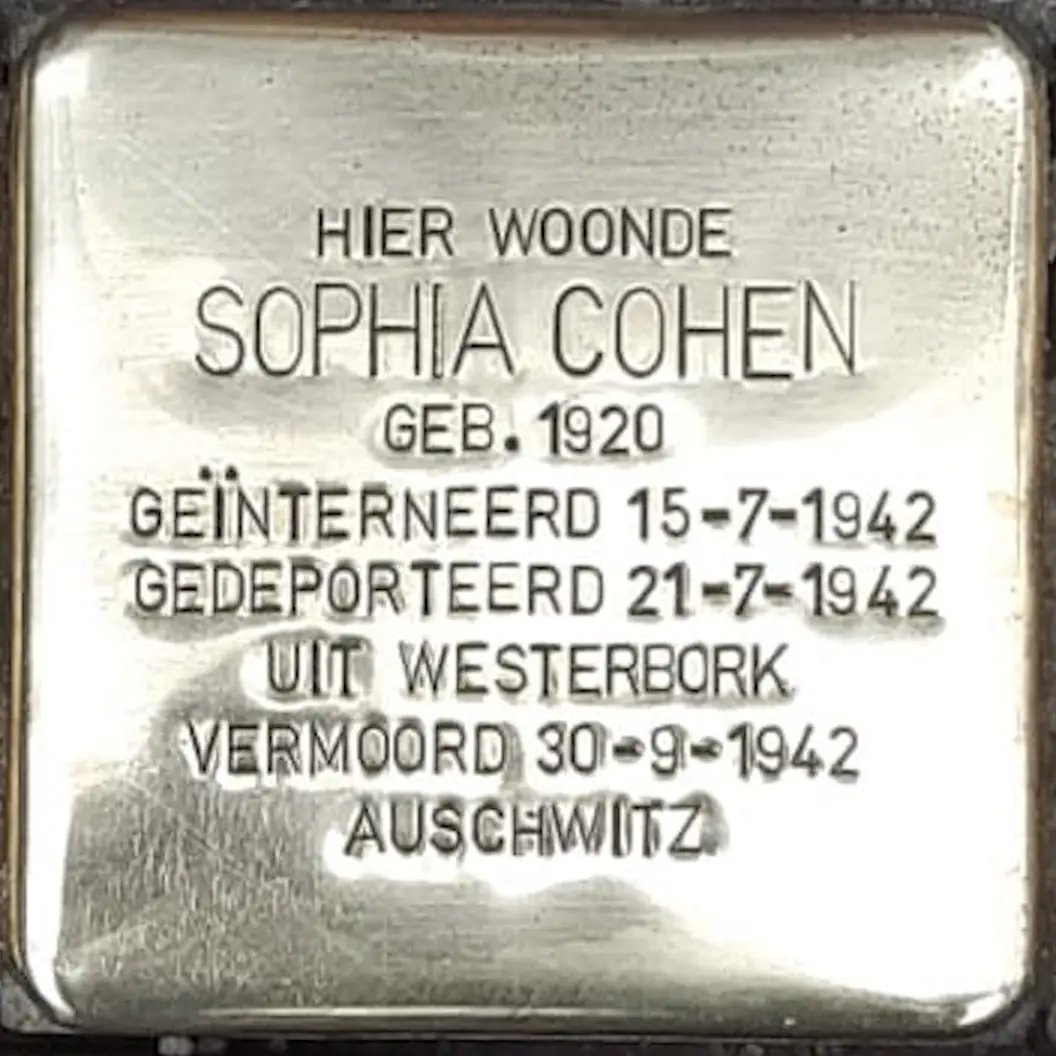 HIER WOONDE
SOPHIA COHEN
GEB. 1920
GEÏNTERNEERD 15-7-1942
GEDEPORTEERD 21-7-1942
UIT WESTERBORK
VERMOORD 30-9-1942
AUSCHWITZ